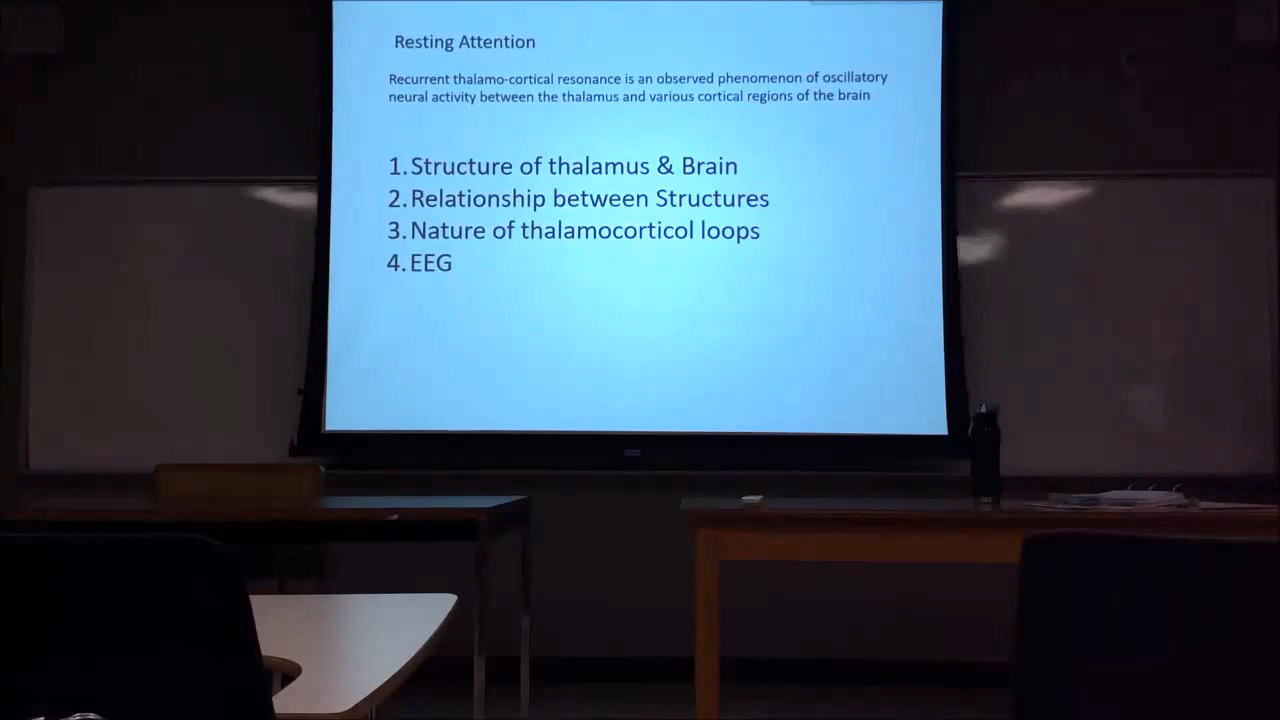 Resting Attention
Recurrent thalamo-cortical resonance is an observed phenomenon of oscillatory
neural activity between the thalamus and various cortical regions of the brain
1. Structure of thalamus & Brain
2. Relationship between Structures
3. Nature of thalamocorticol loops
4. EEG